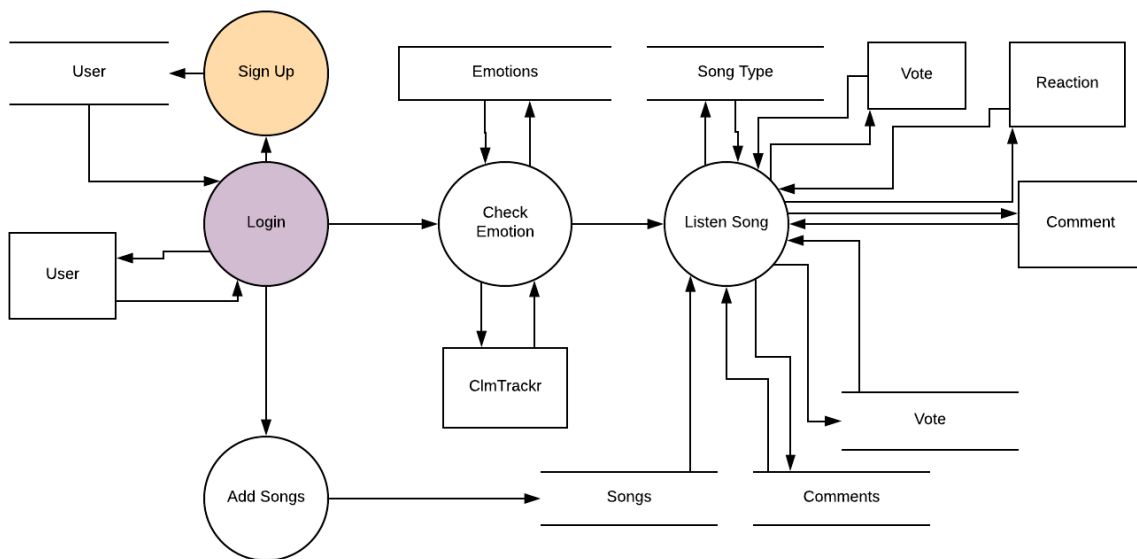 User
Sign Up
Emotions
Song Type
Vote
Reaction
Login
Check
Emotion
Listen Song
Comment
User
ClmTrackr
Vote
Add Songs
Songs
Comments